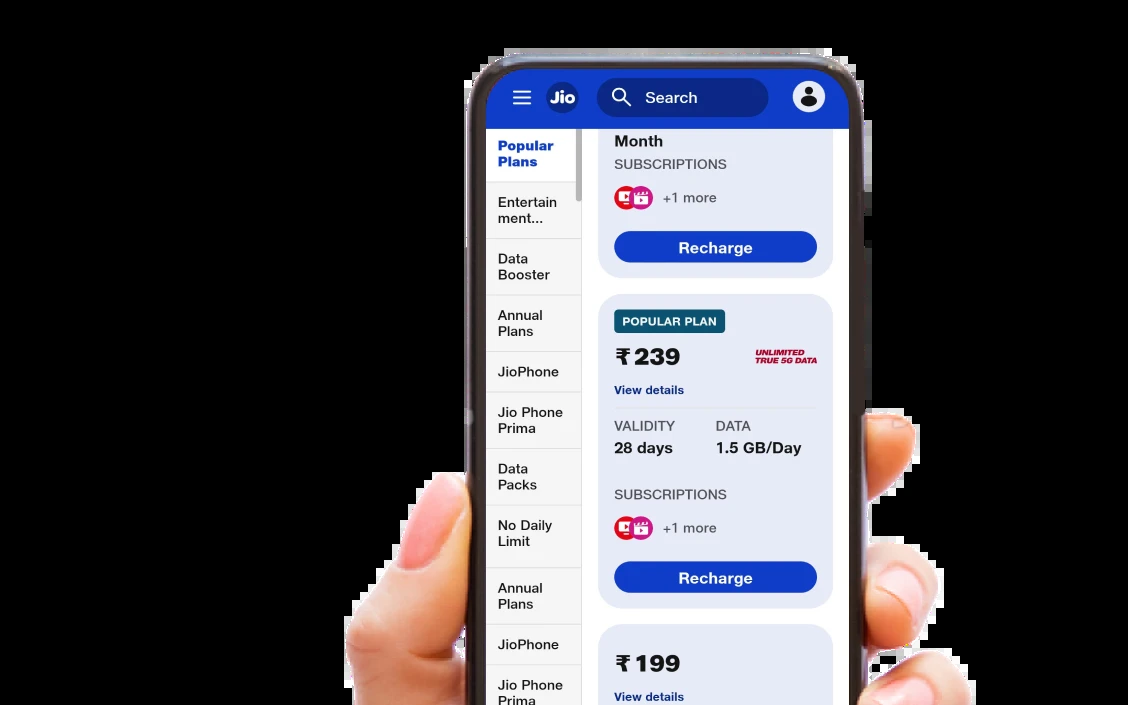 Jio
Search
Popular
Plans
Entertain
ment...
Data
Booster
Annual
Plans
JioPhone
Jio Phone
Prima
Data
Packs
No Daily
Limit
Annual
Plans
JioPhone
Jio Phone
Prima
Month
SUBSCRIPTIONS
+1 more
Recharge
POPULAR PLAN
₹239
UNLIMITED
TRUE 5G DATA
View details
VALIDITY DATA
28 days 1.5 GB/Day
SUBSCRIPTIONS
+1 more
Recharge
₹199
View details